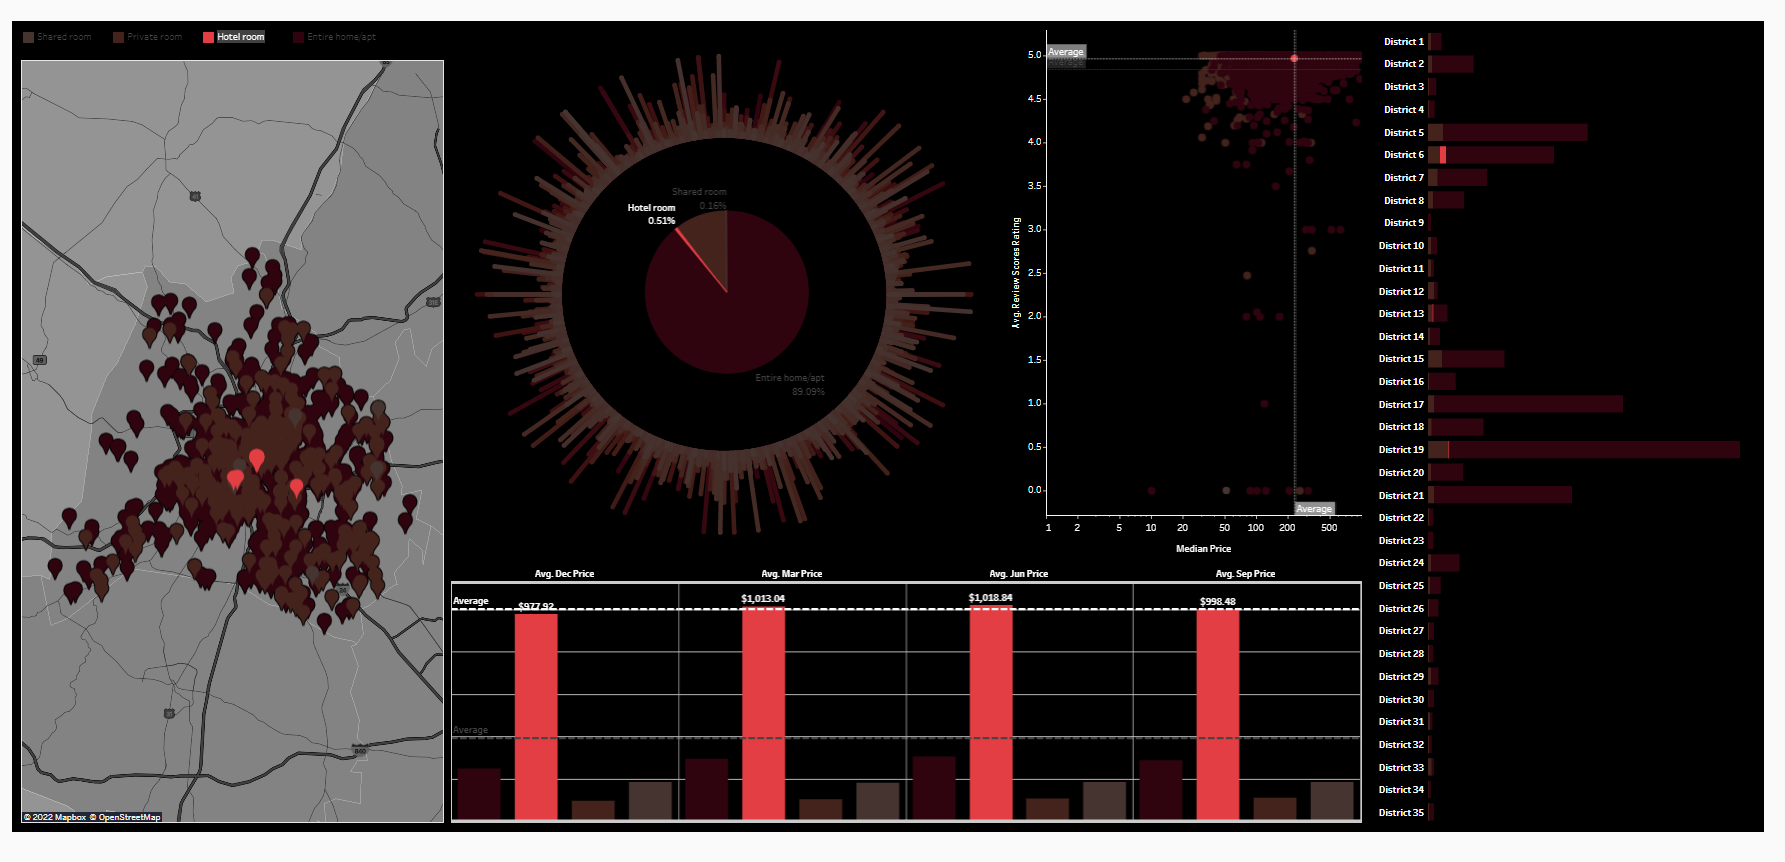 Shared room
Private room
Hotel room
Entire home/apt
49
41
840
© 2022 Mapbox © OpenStreetMap
Shared room
0.16%
Hotel room
0.51%
Entire home/apt
89.09%
Average
Average
Avg. Review Scores Rating
5.0
4.5
4.0
3.5
3.0
2.5
2.0
1.5
1.0
0.5
0.0
Average
1 2 5 10 20 50 100 200 500
Median Price
Avg. Dec Price
Avg. Mar Price
Avg. Jun Price
Avg. Sep Price
Average
$977.92
$1,013.04
$1,018.84
$998.48
Average
District 1
District 2
District 3
District 4
District 5
District 6
District 7
District 8
District 9
District 10
District 11
District 12
District 13
District 14
District 15
District 16
District 17
District 18
District 19
District 20
District 21
District 22
District 23
District 24
District 25
District 26
District 27
District 28
District 29
District 30
District 31
District 32
District 33
District 34
District 35